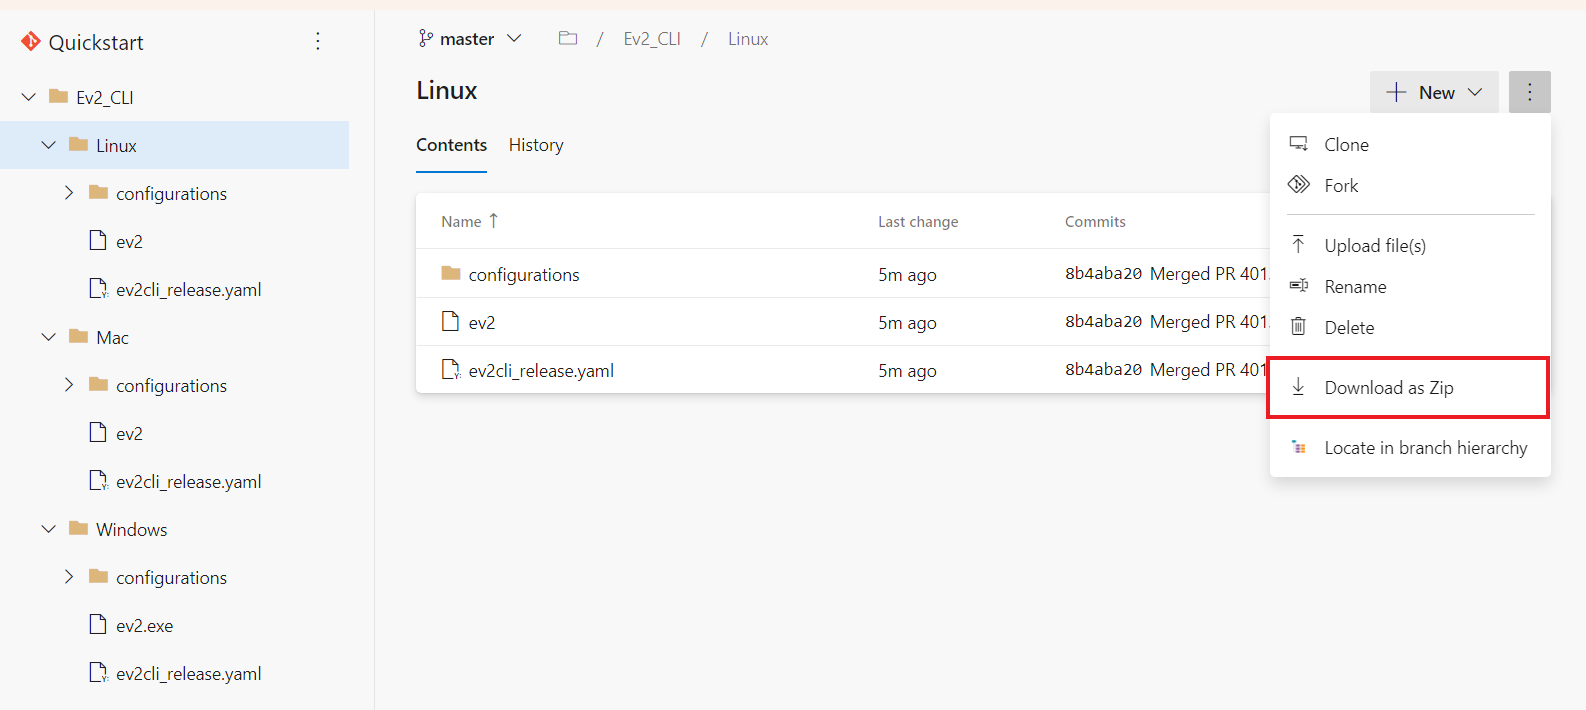 Quickstart
Ev2_CLI
Linux
configurations
ev2
ev2cli_release.yaml
Mac
configurations
ev2
ev2cli_release.yaml
Windows
configurations
ev2.exe
ev2cli_release.yaml
master / Ev2_CLI / Linux
Linux
New
Contents History
Name ↑ Last change Commits
configurations 5m ago 8b4aba20 Merged PR 401
ev2 5m ago 8b4aba20 Merged PR 401
ev2cli_release.yaml 5m ago 8b4aba20 Merged PR 401
Clone
Fork
Upload file(s)
Rename
Delete
Download as Zip
Locate in branch hierarchy